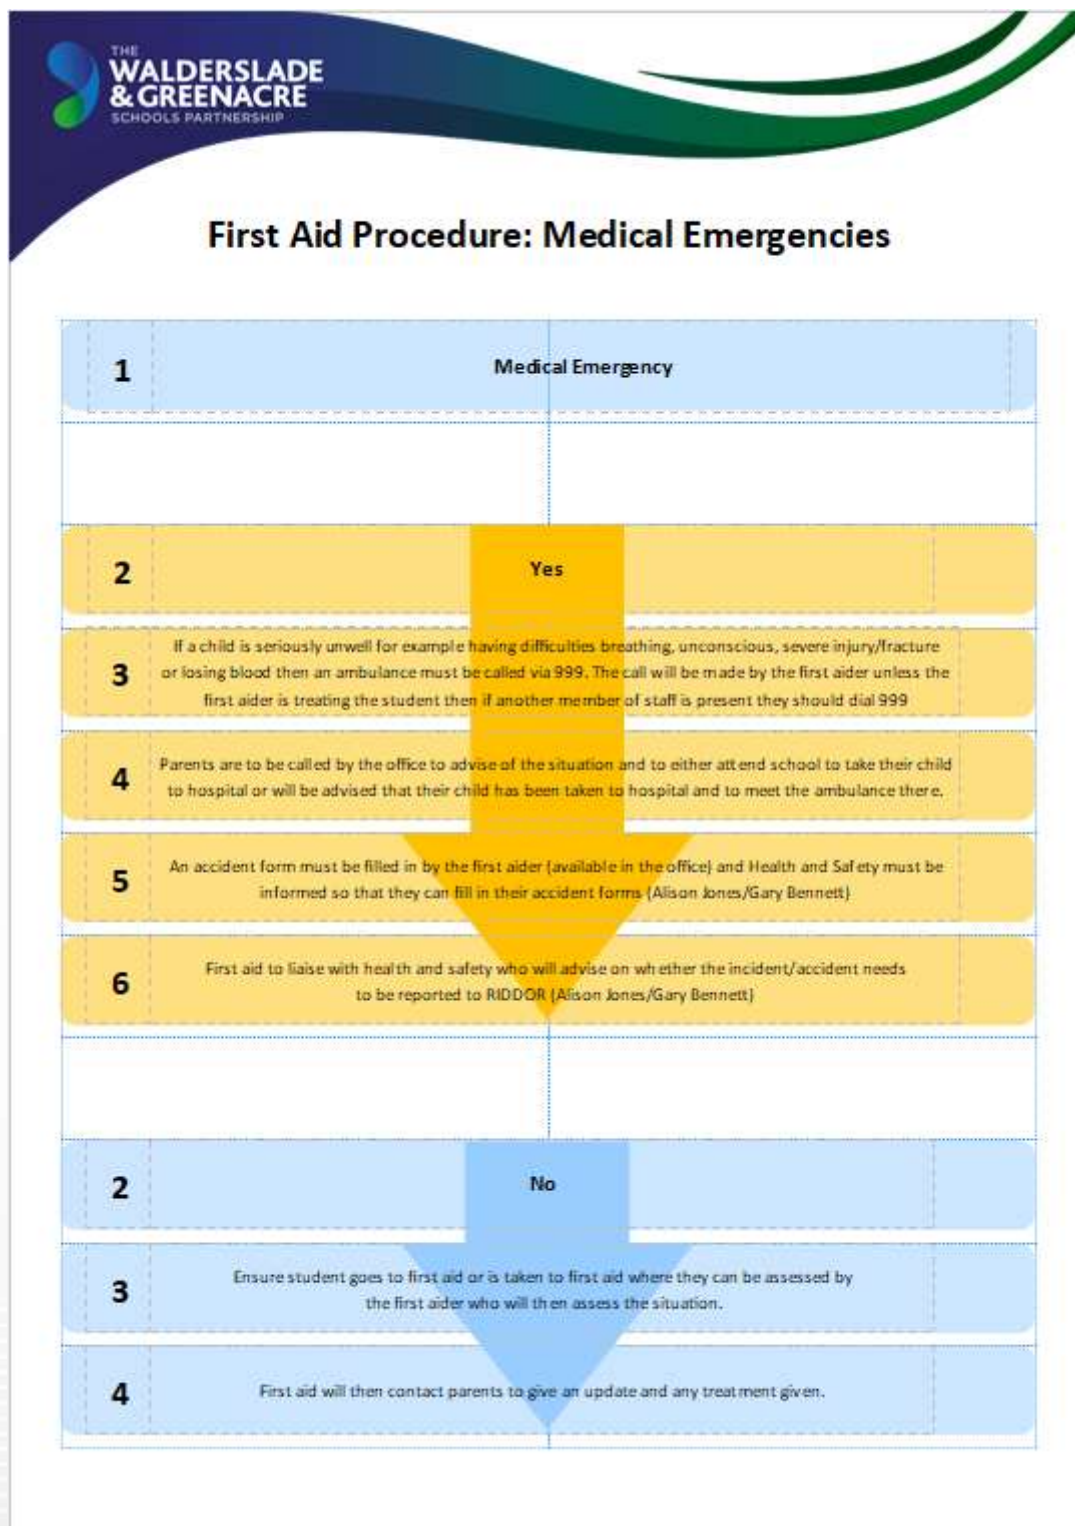 THE
WALDERSLADE
& GREENACRE
SCHOOLS PARTNERSHIP
First Aid Procedure: Medical Emergencies
1
Medical Emergency
2
Yes
3
If a child is seriously unwell for example having difficulties breathing, unconscious, severe injury/fracture
or losing blood then an ambulance must be called via 999. The call will be made by the first aider unless the
first aider is treating the student then if another member of staff is present they should dial 999
4
Parents are to be called by the office to advise of the situation and to either attend school to take their child
to hospital or will be advised that their child has been taken to hospital and to meet the ambulance there.
5
An accident form must be filled in by the first aider (available in the office) and Health and Safety must be
informed so that they can fill in their accident forms (Alison Jones/Gary Bennett)
6
First aid to liaise with health and safety who will advise on whether the incident/accident needs
to be reported to RIDDOR (Alison Jones/Gary Bennett)
2
No
3
Ensure student goes to first aid or is taken to first aid where they can be assessed by
the first aider who will then assess the situation.
4
First aid will then contact parents to give an update and any treatment given.